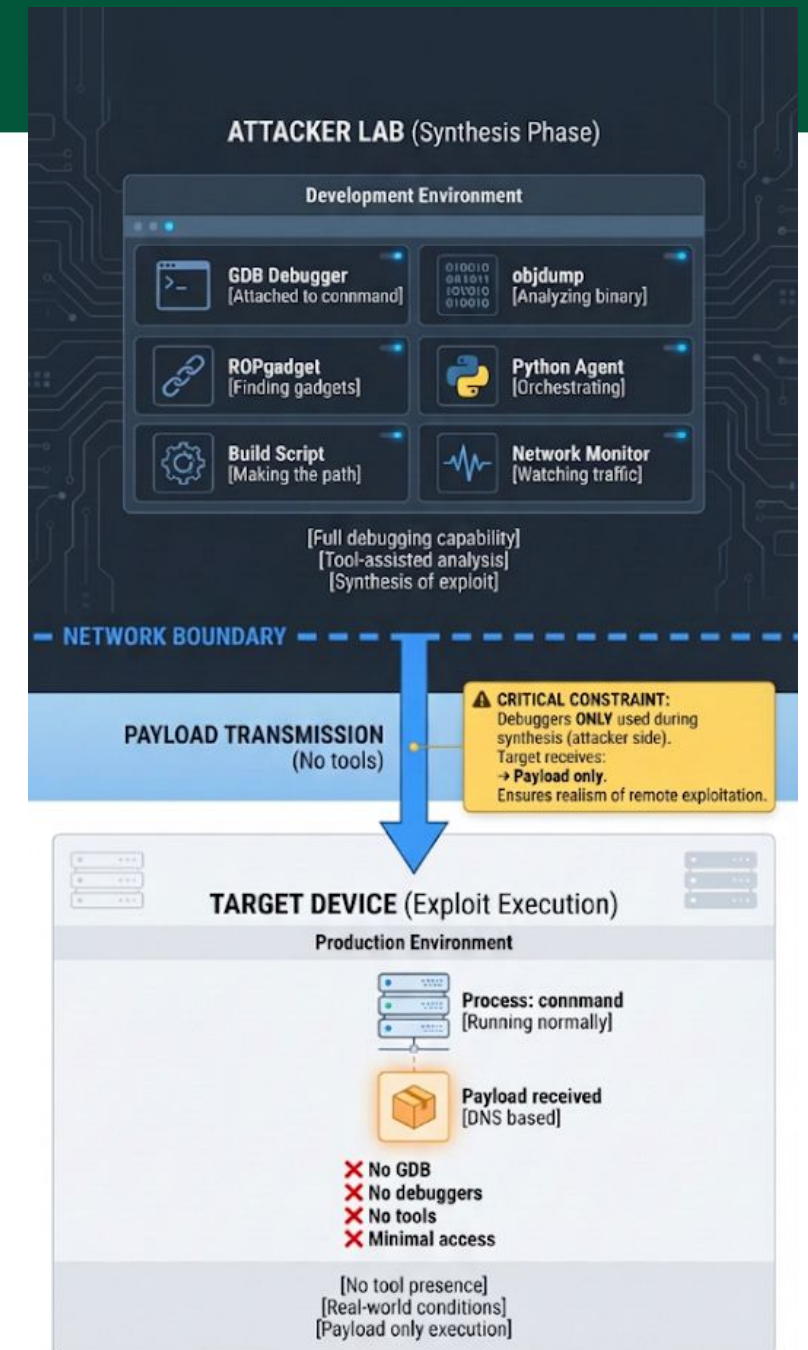 ATTACKER LAB (Synthesis Phase)
Development Environment
GDB Debugger
[Attached to connmand]
objdump
[Analyzing binary]
ROPgadget
[Finding gadgets]
Python Agent
[Orchestrating]
Build Script
[Making the path]
Network Monitor
[Watching traffic]
[Full debugging capability]
[Tool-assisted analysis]
[Synthesis of exploit]
NETWORK BOUNDARY
PAYLOAD TRANSMISSION
(No tools)
CRITICAL CONSTRAINT:
Debuggers ONLY used during
synthesis (attacker side).
Target receives:
→ Payload only.
Ensures realism of remote exploitation.
TARGET DEVICE (Exploit Execution)
Production Environment
Process: connmand
[Running normally]
Payload received
[DNS based]
❌ No GDB
❌ No debuggers
❌ No tools
❌ Minimal access
[No tool presence]
[Real-world conditions]
[Payload only execution]